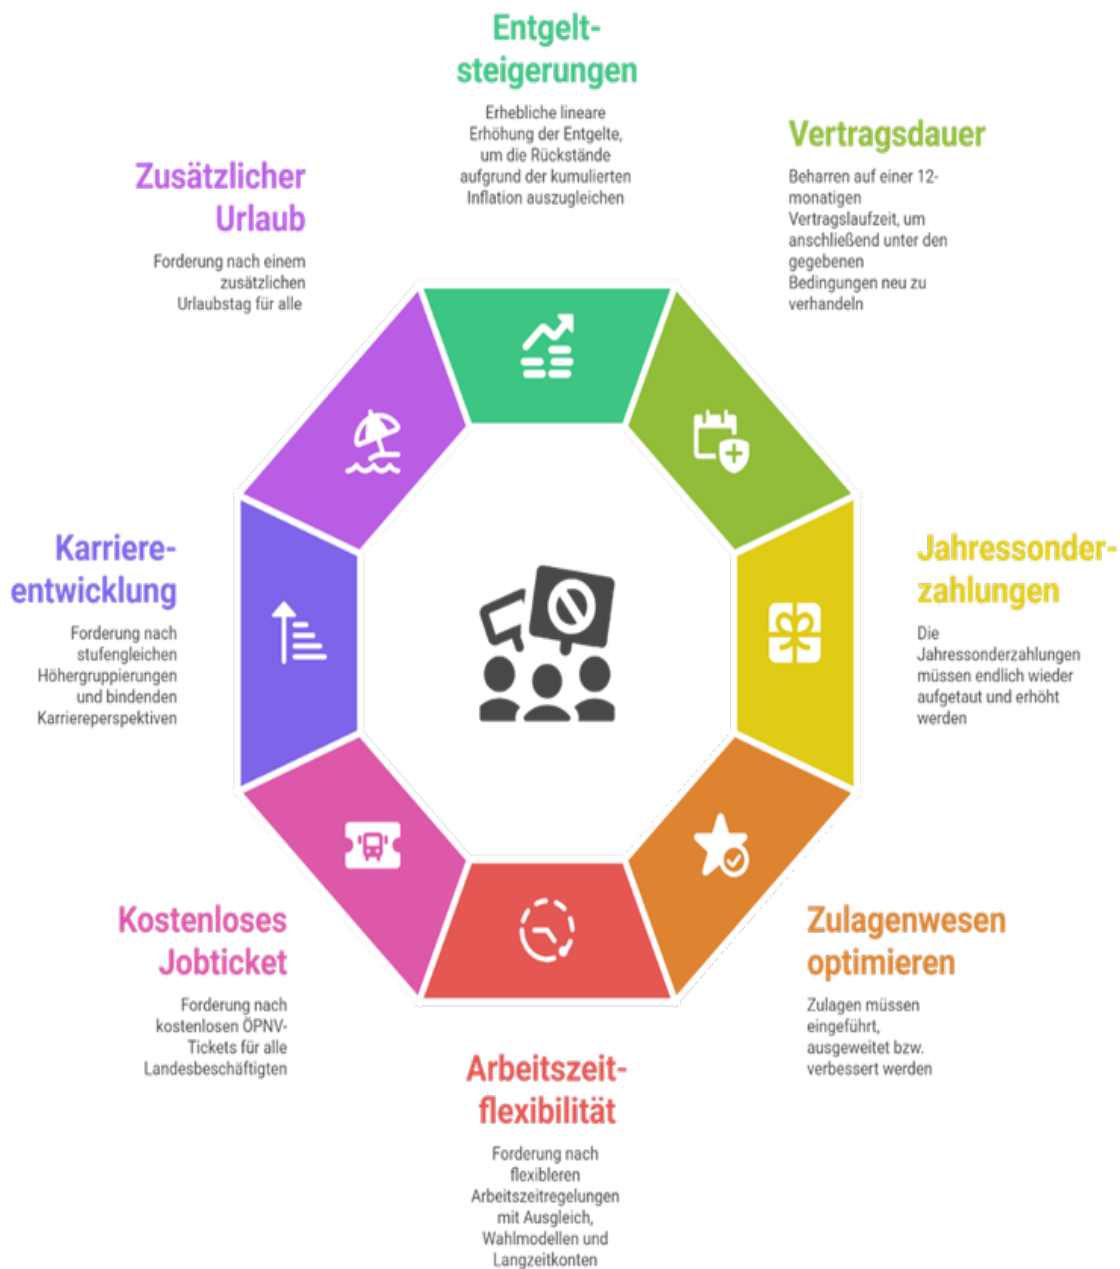 Entgelt-
steigerungen
Erhebliche lineare
Erhöhung der Entgelte,
um die Rückstände
aufgrund der kumulierten
Inflation auszugleichen
Vertragsdauer
Beharren auf einer 12-
monatigen
Vertragslaufzeit, um
anschließend unter den
gegebenen
Bedingungen neu zu
verhandeln
Jahressonder-
zahlungen
Die
Jahressonderzahlungen
müssen endlich wieder
aufgetaut und erhöht
werden
Zulagenwesen
optimieren
Zulagen müssen
eingeführt,
ausgeweitet bzw.
verbessert werden
Arbeitszeit-
flexibilität
Forderung nach
flexibleren
Arbeitszeitregelungen
mit Ausgleich,
Wahlmodellen und
Langzeitkonten
Kostenloses
Jobticket
Forderung nach
kostenlosen ÖPNV-
Tickets für alle
Landesbeschäftigten
Karriere-
entwicklung
Forderung nach
stufengleichen
Höhergruppierungen
und bindenden
Karriereperspektiven
Zusätzlicher
Urlaub
Forderung nach einem
zusätzlichen
Urlaubstag für alle